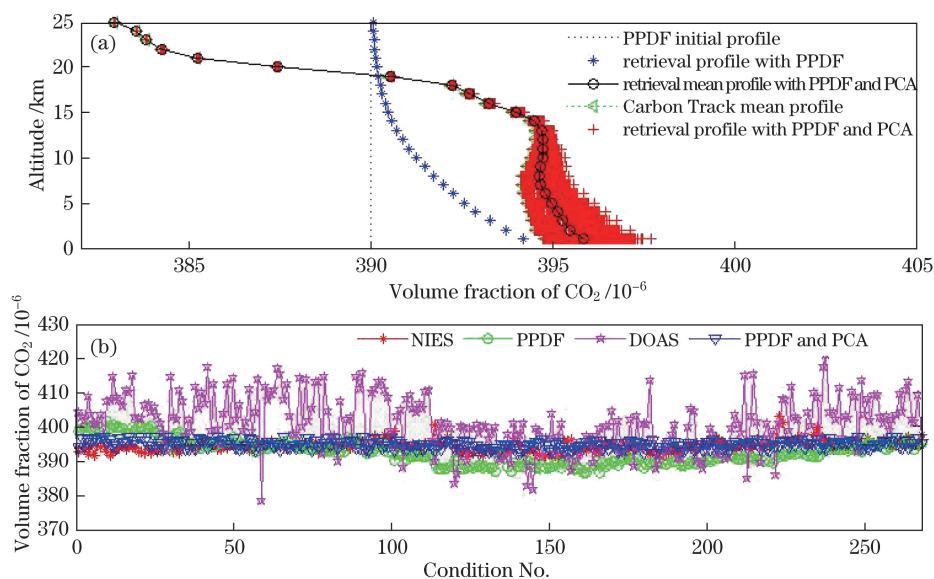 25
20
15
10
5
0
Altitude /km
(a)
PPDF initial profile
retrieval profile with PPDF
retrieval mean profile with PPDF and PCA
Carbon Track mean profile
retrieval profile with PPDF and PCA
385 390 395 400 405
Volume fraction of CO₂ /10⁻⁶
430
420
410
400
390
380
370
Volume fraction of CO₂ /10⁻⁶
(b)
NIES PPDF DOAS PPDF and PCA
0 50 100 150 200 250
Condition No.